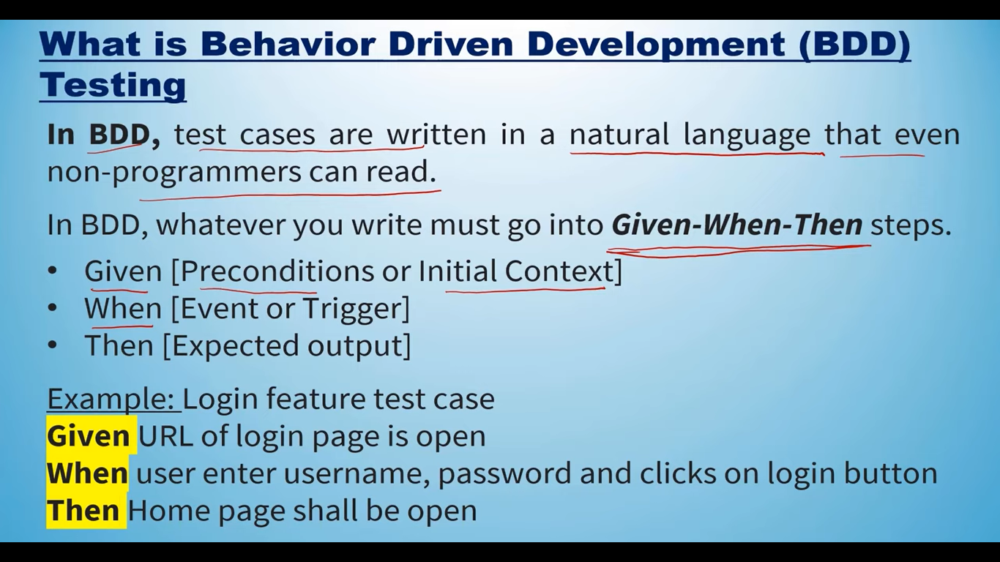 What is Behavior Driven Development (BDD)
Testing
In BDD, test cases are written in a natural language that even
non-programmers can read.
In BDD, whatever you write must go into Given-When-Then steps.
• Given [Preconditions or Initial Context]
• When [Event or Trigger]
• Then [Expected output]
Example: Login feature test case
Given URL of login page is open
When user enter username, password and clicks on login button
Then Home page shall be open